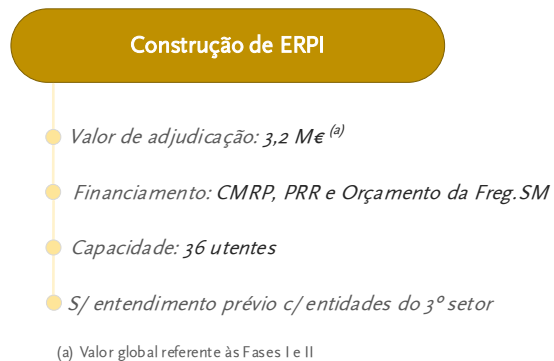 Construção de ERPI
Valor de adjudicação: 3,2 M€ (a)
Financiamento: CMRP, PRR e Orçamento da Freg.SM
Capacidade: 36 utentes
S/ entendimento prévio c/ entidades do 3º setor
(a) Valor global referente às Fases I e II